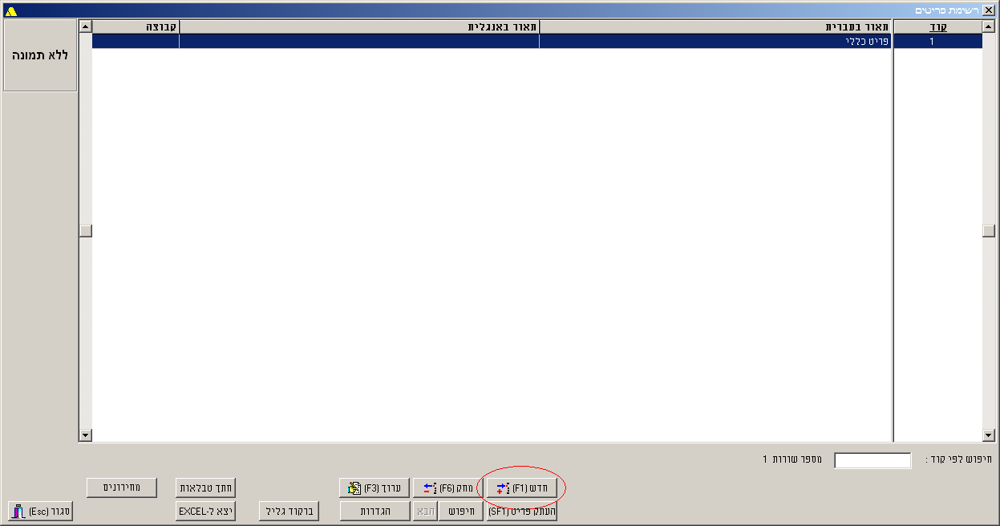 רשימת פריטים
קוד תאור בעברית תאור באנגלית קבוצה
1 פריט כללי
ללא תמונה
חיפוש לפי קוד : מספר שורות 1
חדש (F1) מחק (F6) ערוך (F3) חתך טבלאות מחירונים
העתק פריט (SF1) חיפוש הבא הגדרות ברקוד גליל יצא ל-EXCEL סגור (Esc)